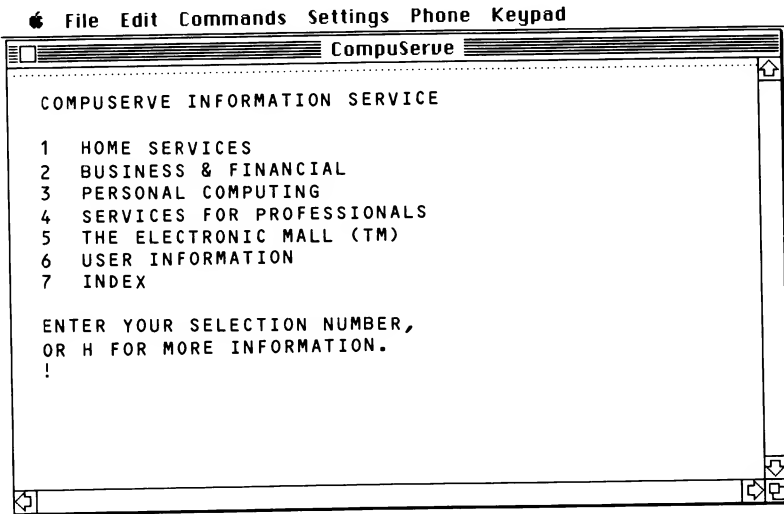 File Edit Commands Settings Phone Keypad
CompuServe
COMPUSERVE INFORMATION SERVICE
1 HOME SERVICES
2 BUSINESS & FINANCIAL
3 PERSONAL COMPUTING
4 SERVICES FOR PROFESSIONALS
5 THE ELECTRONIC MALL (TM)
6 USER INFORMATION
7 INDEX
ENTER YOUR SELECTION NUMBER,
OR H FOR MORE INFORMATION.
!